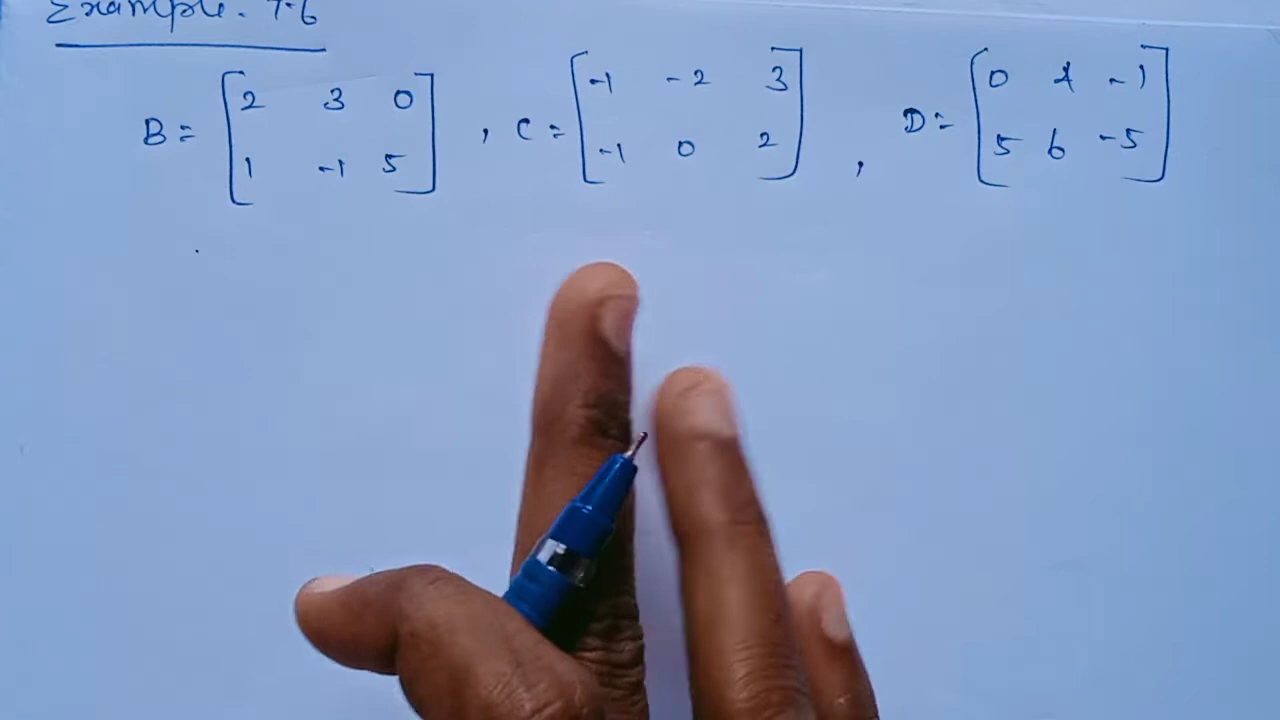 Example. 7.6
B = [ 2 3 0 ] , C = [ -1 -2 3 ] , D = [ 0 4 -1 ]
[ 1 -1 5 ] [ -1 0 2 ] [ 5 6 -5 ]